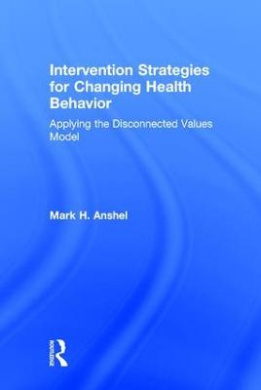 Intervention Strategies
for Changing Health
Behavior
Applying the Disconnected Values
Model
Mark H. Anshel
ROUTLEDGE